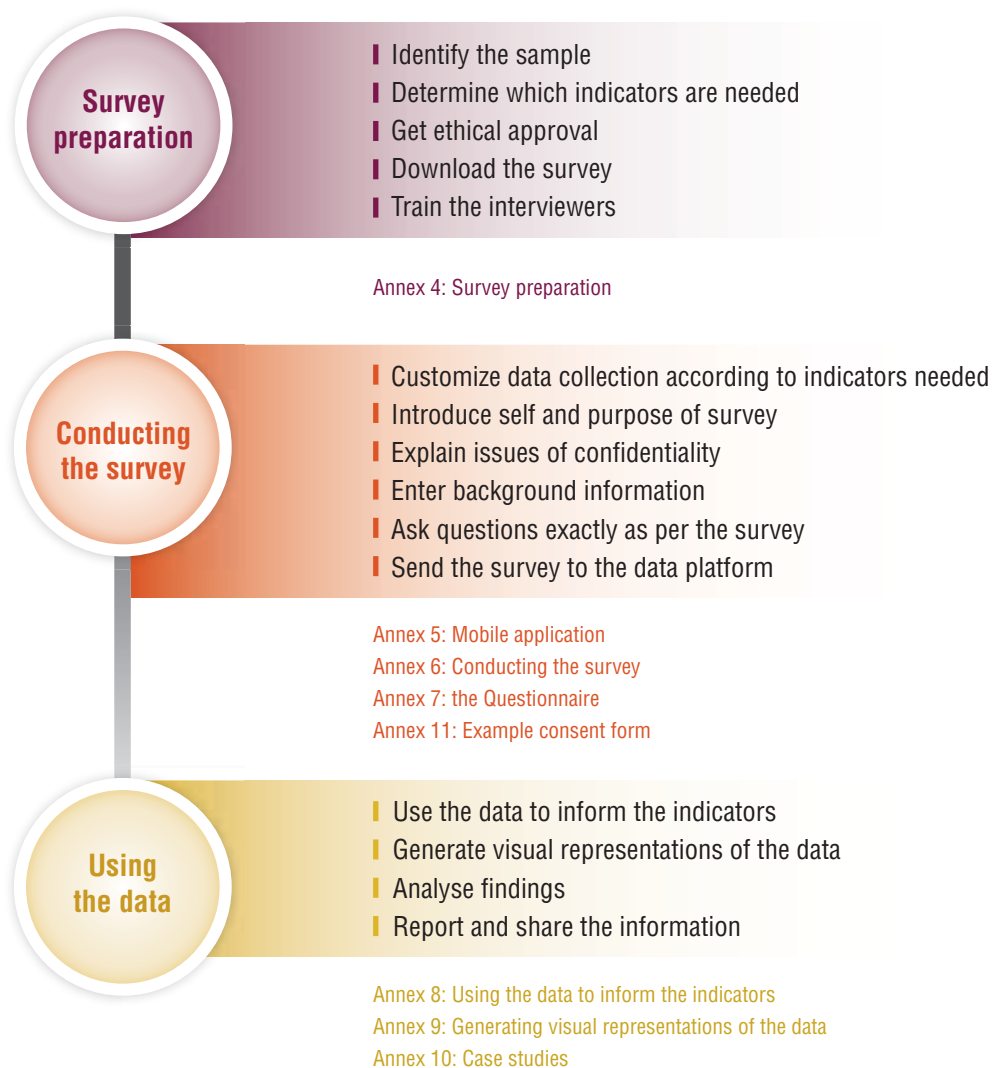 Survey
preparation
Identify the sample
Determine which indicators are needed
Get ethical approval
Download the survey
Train the interviewers
Annex 4: Survey preparation
Conducting
the survey
Customize data collection according to indicators needed
Introduce self and purpose of survey
Explain issues of confidentiality
Enter background information
Ask questions exactly as per the survey
Send the survey to the data platform
Annex 5: Mobile application
Annex 6: Conducting the survey
Annex 7: the Questionnaire
Annex 11: Example consent form
Using
the data
Use the data to inform the indicators
Generate visual representations of the data
Analyse findings
Report and share the information
Annex 8: Using the data to inform the indicators
Annex 9: Generating visual representations of the data
Annex 10: Case studies